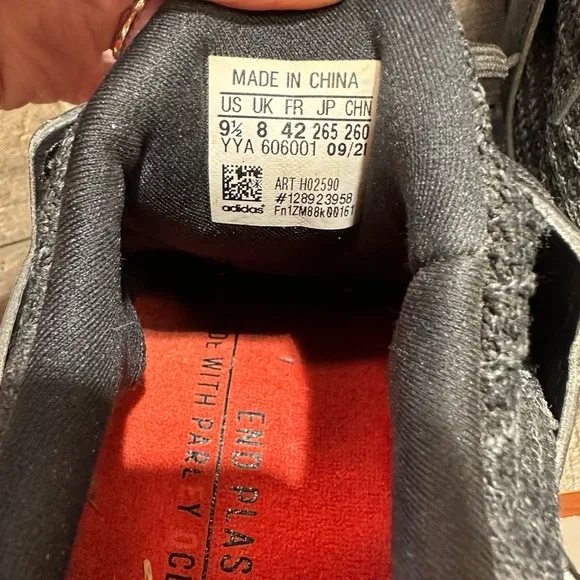 MADE IN CHINA
US UK FR JP CHN
9½ 8 42 265 260
YYA 606001 09/21
ART H02590
#128923958
Fn1ZM88k00161
adidas
END PLAS
WITH PARLEY